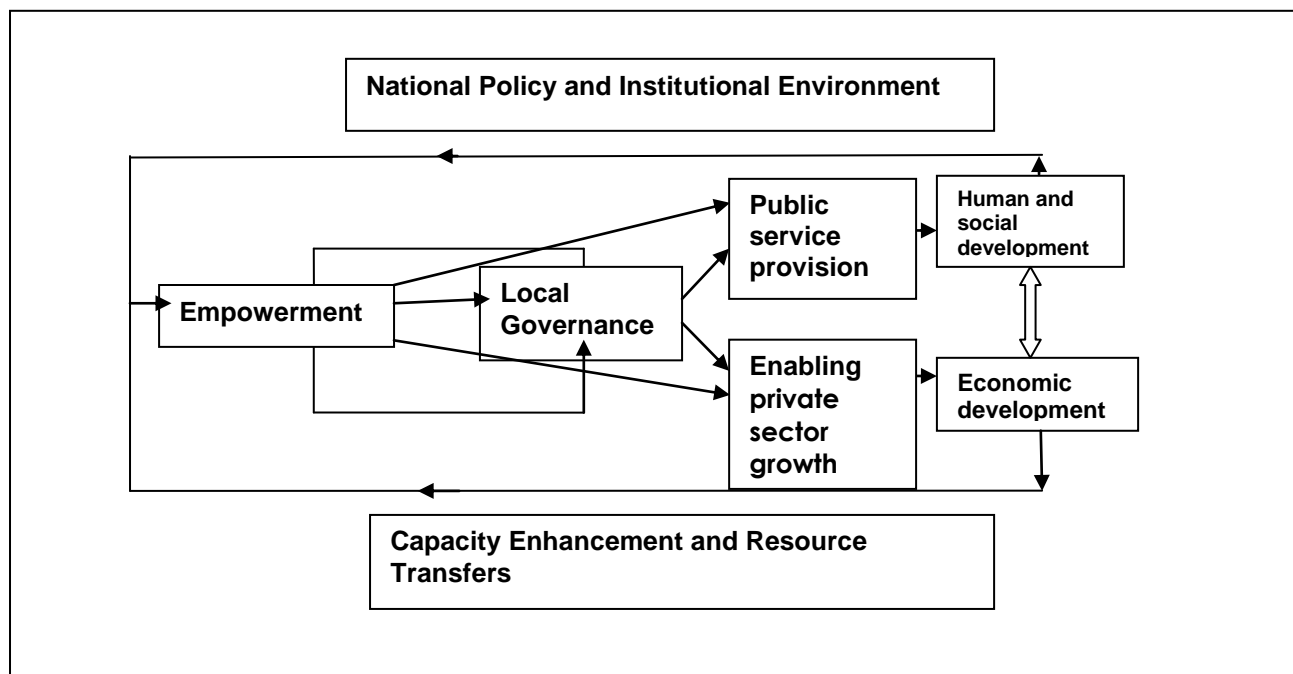 National Policy and Institutional Environment
Public
service
provision
Human and
social
development
Empowerment
Local
Governance
Enabling
private
sector
growth
Economic
development
Capacity Enhancement and Resource
Transfers